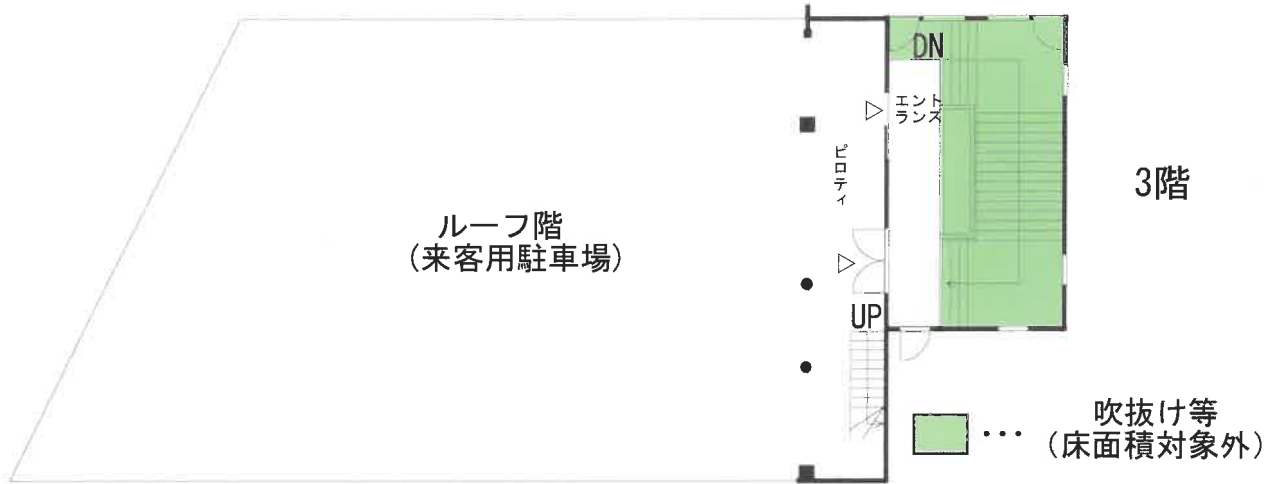 DN
エント
ランス
ピロティ
3階
ルーフ階
(来客用駐車場)
UP
吹抜け等
・・・
(床面積対象外)